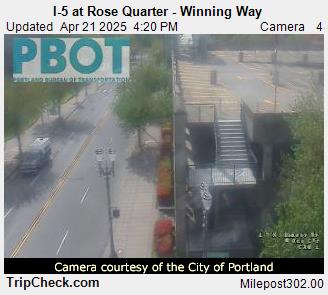 I-5 at Rose Quarter - Winning Way
Updated Apr 21 2025 4:20 PM Camera 4
PBOT
PORTLAND BUREAU OF TRANSPORTATION
Camera courtesy of the City of Portland
TripCheck.com Milepost302.00